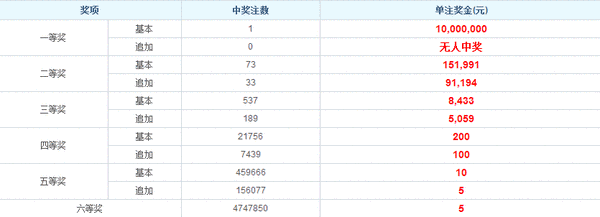 奖项 中奖注数 单注奖金(元)
一等奖 基本 1 10,000,000
追加 0 无人中奖
二等奖 基本 73 151,991
追加 33 91,194
三等奖 基本 537 8,433
追加 189 5,059
四等奖 基本 21756 200
追加 7439 100
五等奖 基本 459666 10
追加 156077 5
六等奖 4747850 5